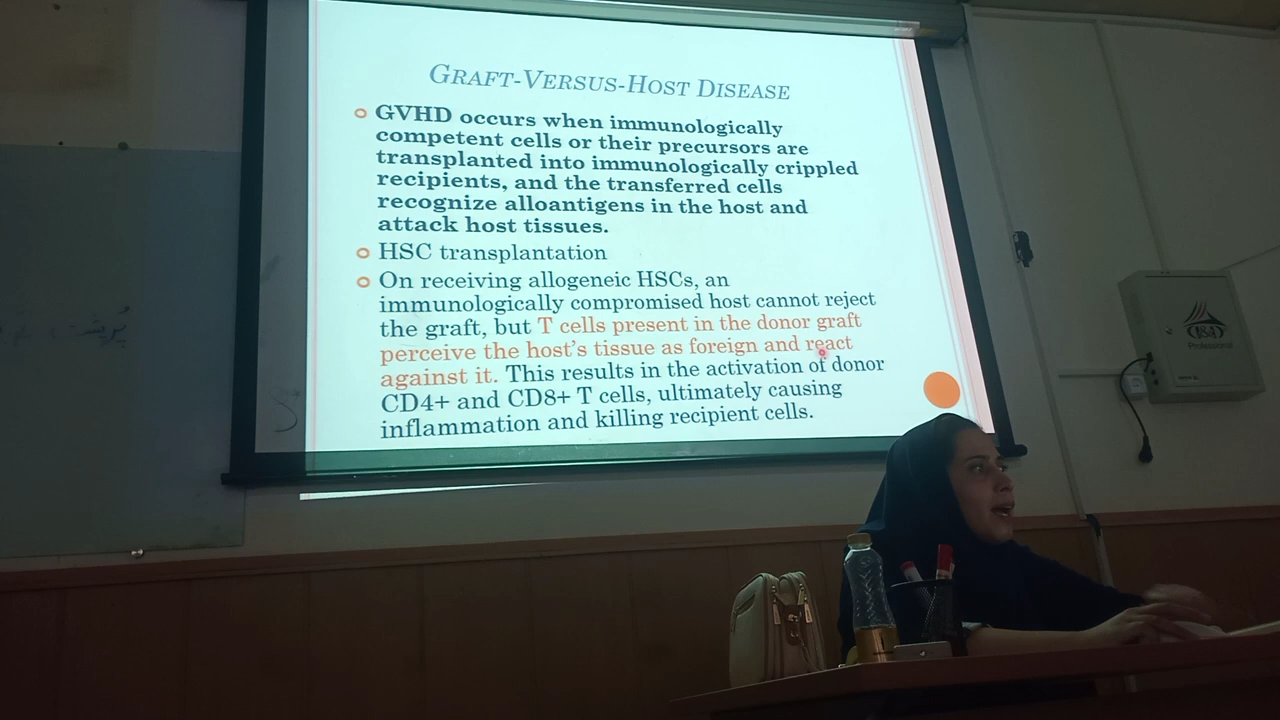 GRAFT-VERSUS-HOST DISEASE
GVHD occurs when immunologically
competent cells or their precursors are
transplanted into immunologically crippled
recipients, and the transferred cells
recognize alloantigens in the host and
attack host tissues.
HSC transplantation
On receiving allogeneic HSCs, an
immunologically compromised host cannot reject
the graft, but T cells present in the donor graft
perceive the host's tissue as foreign and react
against it. This results in the activation of donor
CD4+ and CD8+ T cells, ultimately causing
inflammation and killing recipient cells.
Professional